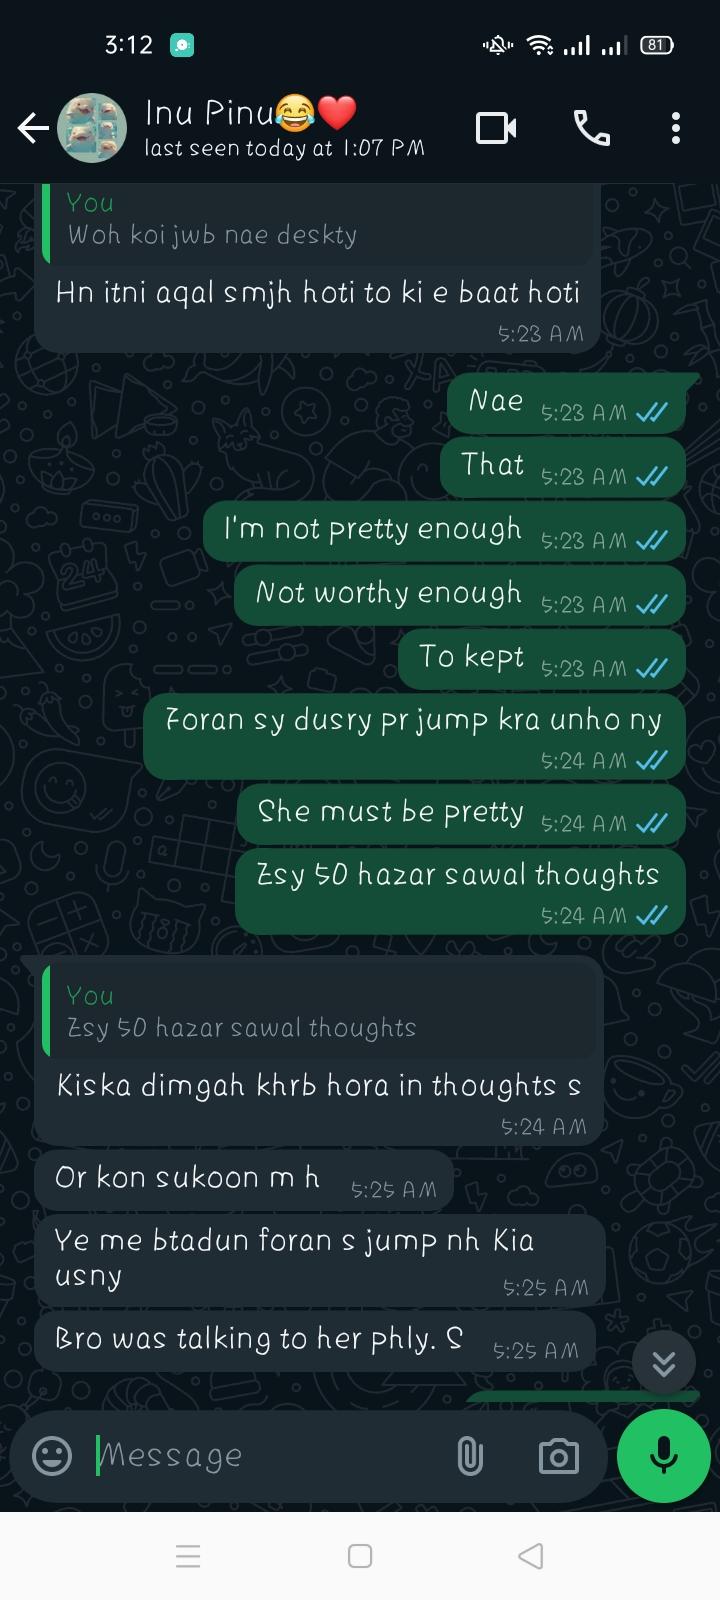 3:12
81
Inu Pinu😂❤️
last seen today at 1:07 PM
You
Woh koi jwb nae deskty
Hn itni aqal smjh hoti to ki e baat hoti
5:23 AM
Nae 5:23 AM
That 5:23 AM
I'm not pretty enough 5:23 AM
Not worthy enough 5:23 AM
To kept 5:23 AM
Foran sy dusry pr jump kra unho ny
5:24 AM
She must be pretty 5:24 AM
Zsy 50 hazar sawal thoughts
5:24 AM
You
Zsy 50 hazar sawal thoughts
Kiska dimgah khrb hora in thoughts s
5:24 AM
Or kon sukoon m h 5:25 AM
Ye me btadun foran s jump nh Kia
usny 5:25 AM
Bro was talking to her phly. S 5:25 AM
Message